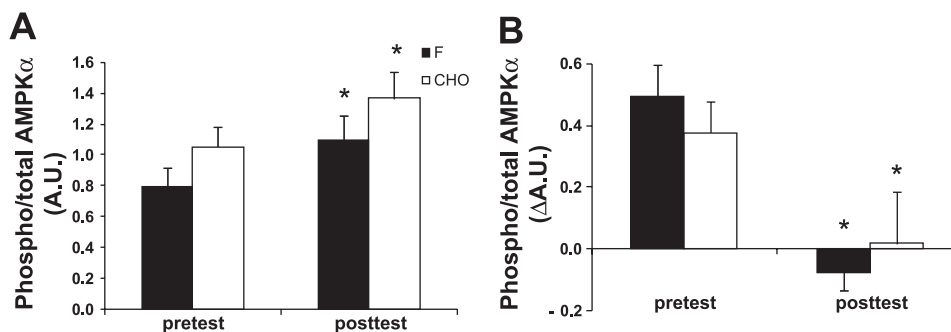 A
Phospho/total AMPKα
(A.U.)
1.6
1.4
1.2
1.0
0.8
0.6
0.4
0.2
0.0
*
*
F
CHO
pretest
posttest
B
Phospho/total AMPKα
(ΔA.U.)
0.6
0.4
0.2
0.0
- 0.2
*
*
pretest
posttest